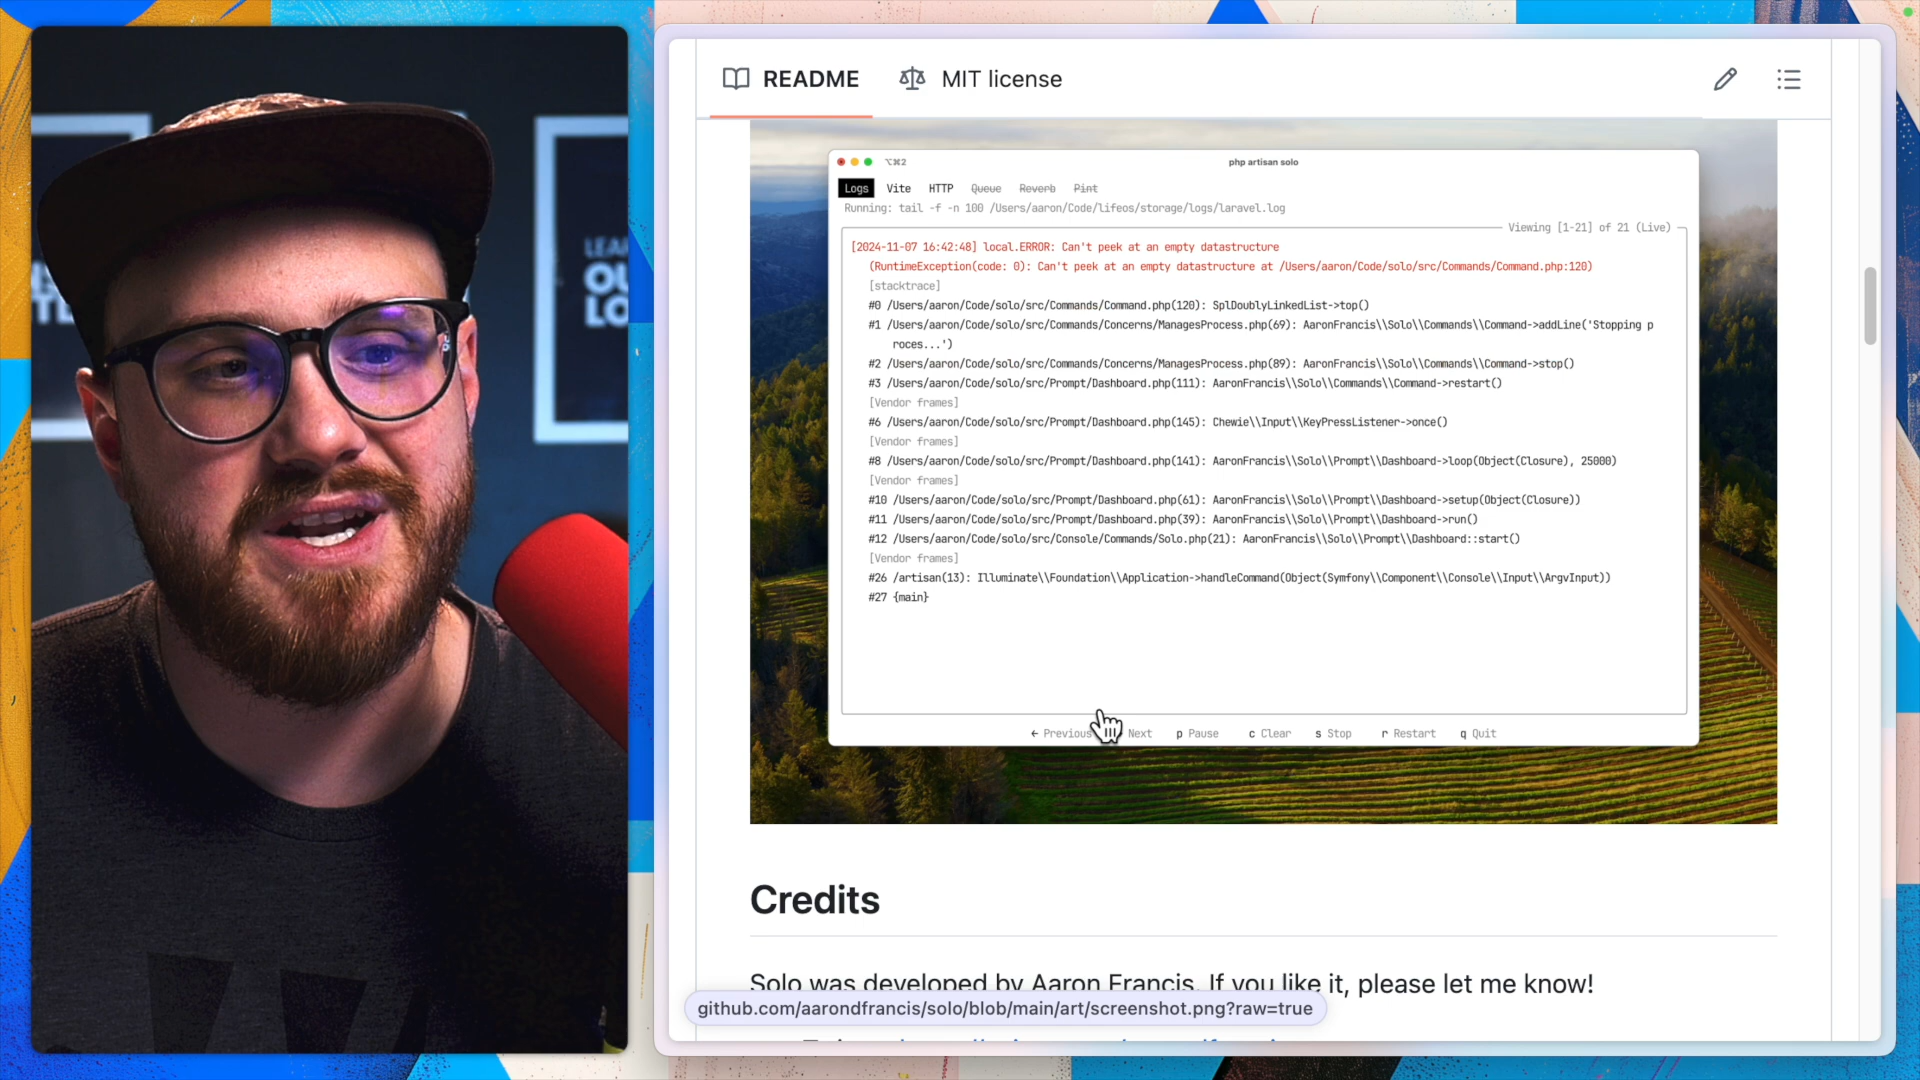 README
MIT license
⌥⌘2
php artisan solo
Logs Vite HTTP Queue Reverb Pint
Running: tail -f -n 100 /Users/aaron/Code/lifeos/storage/logs/laravel.log
Viewing [1-21] of 21 (Live)
[2024-11-07 16:42:48] local.ERROR: Can't peek at an empty datastructure
(RuntimeException(code: 0): Can't peek at an empty datastructure at /Users/aaron/Code/solo/src/Commands/Command.php:120)
[stacktrace]
#0 /Users/aaron/Code/solo/src/Commands/Command.php(120): SplDoublyLinkedList->top()
#1 /Users/aaron/Code/solo/src/Commands/Concerns/ManagesProcess.php(69): AaronFrancis\\Solo\\Commands\\Command->addLine('Stopping p
roces...')
#2 /Users/aaron/Code/solo/src/Commands/Concerns/ManagesProcess.php(89): AaronFrancis\\Solo\\Commands\\Command->stop()
#3 /Users/aaron/Code/solo/src/Prompt/Dashboard.php(111): AaronFrancis\\Solo\\Commands\\Command->restart()
[Vendor frames]
#6 /Users/aaron/Code/solo/src/Prompt/Dashboard.php(145): Chewie\\Input\\KeyPressListener->once()
[Vendor frames]
#8 /Users/aaron/Code/solo/src/Prompt/Dashboard.php(141): AaronFrancis\\Solo\\Prompt\\Dashboard->loop(Object(Closure), 25000)
[Vendor frames]
#10 /Users/aaron/Code/solo/src/Prompt/Dashboard.php(61): AaronFrancis\\Solo\\Prompt\\Dashboard->setup(Object(Closure))
#11 /Users/aaron/Code/solo/src/Prompt/Dashboard.php(39): AaronFrancis\\Solo\\Prompt\\Dashboard->run()
#12 /Users/aaron/Code/solo/src/Console/Commands/Solo.php(21): AaronFrancis\\Solo\\Prompt\\Dashboard::start()
[Vendor frames]
#26 /artisan(13): Illuminate\\Foundation\\Application->handleCommand(Object(Symfony\\Component\\Console\\Input\\ArgvInput))
#27 {main}
← Previous Next p Pause c Clear s Stop r Restart q Quit
Credits
Solo was developed by Aaron Francis. If you like it, please let me know!
github.com/aarondfrancis/solo/blob/main/art/screenshot.png?raw=true